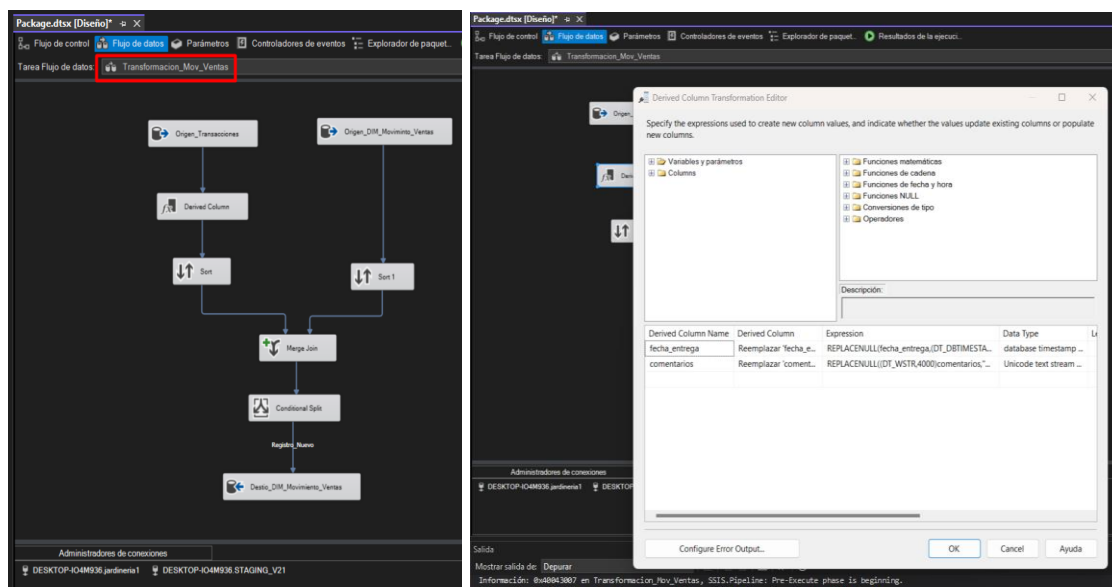 Package.dtsx [Diseño]*
Flujo de control Flujo de datos Parámetros Controladores de eventos Explorador de paquet...
Tarea Flujo de datos: Transformacion_Mov_Ventas
Origen_Transacciones
Origen_DIM_Moviminto_Ventas
Derived Column
Sort
Sort 1
Merge Join
Conditional Split
Registro_Nuevo
Destio_DIM_Movimiento_Ventas
Administradores de conexiones
DESKTOP-IO4M936.jardineria1 DESKTOP-IO4M936.STAGING_V21
Package.dtsx [Diseño]*
Flujo de control Flujo de datos Parámetros Controladores de eventos Explorador de paquet... Resultados de la ejecuci...
Tarea Flujo de datos: Transformacion_Mov_Ventas
Origen_
Deri
Derived Column Transformation Editor
Specify the expressions used to create new column values, and indicate whether the values update existing columns or populate
new columns.
Variables y parámetros
Columns
Funciones matemáticas
Funciones de cadena
Funciones de fecha y hora
Funciones NULL
Conversiones de tipo
Operadores
Descripción:
Derived Column Name Derived Column Expression Data Type Le
fecha_entrega Reemplazar 'fecha_e... REPLACENULL(fecha_entrega,(DT_DBTIMESTA... database timestamp ...
comentarios Reemplazar 'coment... REPLACENULL((DT_WSTR,4000)comentarios,"... Unicode text stream ...
Configure Error Output... OK Cancel Ayuda
Administradores de conexiones
DESKTOP-IO4M936.jardineria1 DESKTOP
Salida
Mostrar salida de: Depurar
Información: 0x40043007 en Transformacion_Mov_Ventas, SSIS.Pipeline: Pre-Execute phase is beginning.